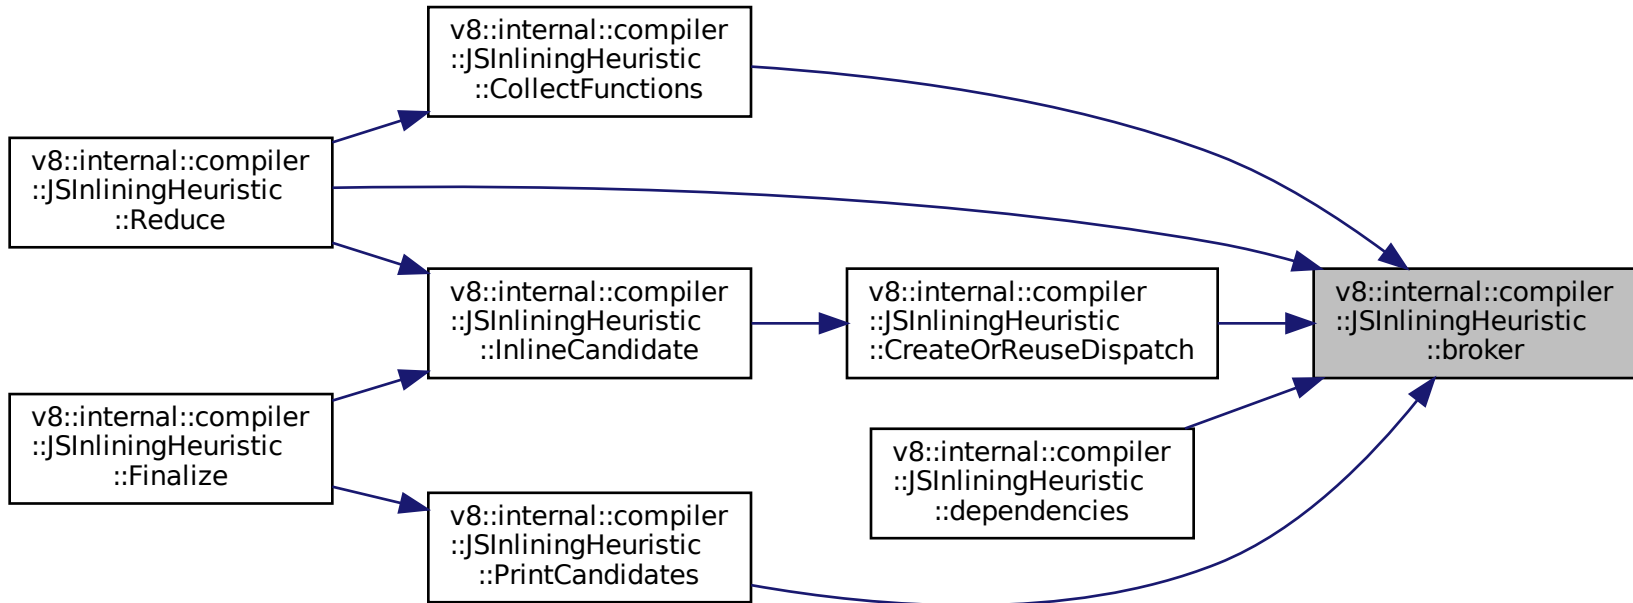 v8::internal::compiler
::JSInliningHeuristic
::CollectFunctions
v8::internal::compiler
::JSInliningHeuristic
::Reduce
v8::internal::compiler
::JSInliningHeuristic
::InlineCandidate
v8::internal::compiler
::JSInliningHeuristic
::CreateOrReuseDispatch
v8::internal::compiler
::JSInliningHeuristic
::broker
v8::internal::compiler
::JSInliningHeuristic
::Finalize
v8::internal::compiler
::JSInliningHeuristic
::dependencies
v8::internal::compiler
::JSInliningHeuristic
::PrintCandidates